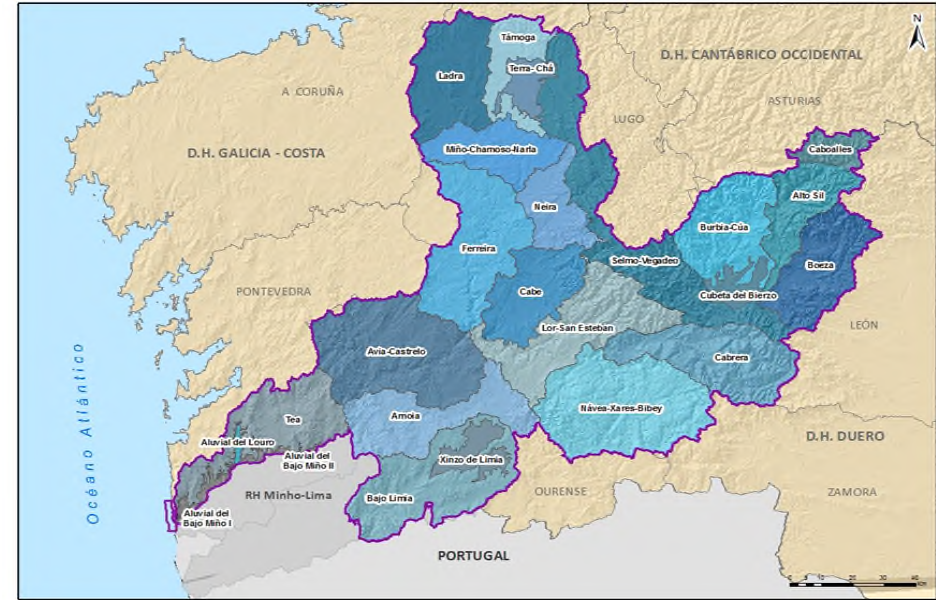 N
Támoga
D.H. CANTÁBRICO OCCIDENTAL
Terra-Chá
Ladra
A CORUÑA
ASTURIAS
LUGO
D.H. GALICIA - COSTA
Miño-Chamoso-Narla
Caboalles
Alto Sil
Neira
Burbia-Cúa
Ferreira
Selmo-Vegadeo
Boeza
PONTEVEDRA
Cabe
Cubeta del Bierzo
LEÓN
Lor-San Esteban
Avia-Castrelo
Cabrera
Océano Atlántico
Návea-Xares-Bibey
Tea
Arnoia
D.H. DUERO
Aluvial del Louro
Aluvial del
Bajo Miño II
Xinzo de Limia
OURENSE
ZAMORA
RH Minho-Lima
Bajo Limia
Aluvial del
Bajo Miño I
PORTUGAL